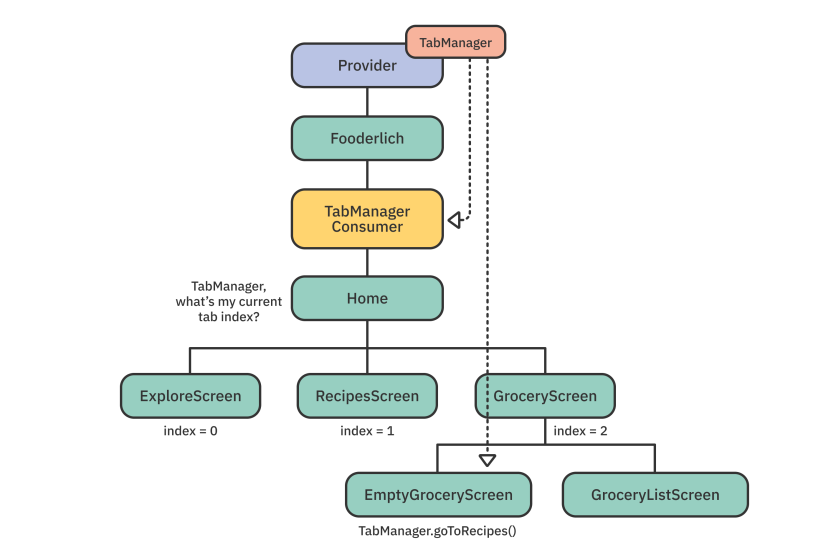 TabManager
Provider
Fooderlich
TabManager
Consumer
TabManager,
what's my current
tab index?
Home
ExploreScreen
RecipesScreen
GroceryScreen
index = 0
index = 1
index = 2
EmptyGroceryScreen
GroceryListScreen
TabManager.goToRecipes()